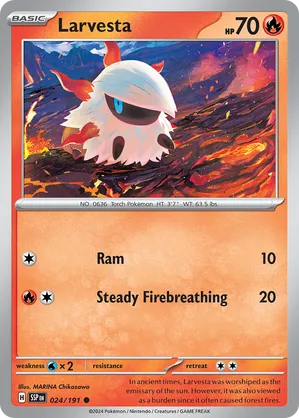 BASIC
Larvesta
HP 70
NO. 0636 Torch Pokémon HT: 3'7" WT: 63.5 lbs.
Ram 10
Steady Firebreathing 20
weakness ×2 resistance retreat
Illus. MARINA Chikazawa
In ancient times, Larvesta was worshiped as the
emissary of the sun. However, it was also viewed
as a burden since it often caused forest fires.
H SSP EN 024/191
©2024 Pokémon / Nintendo / Creatures / GAME FREAK